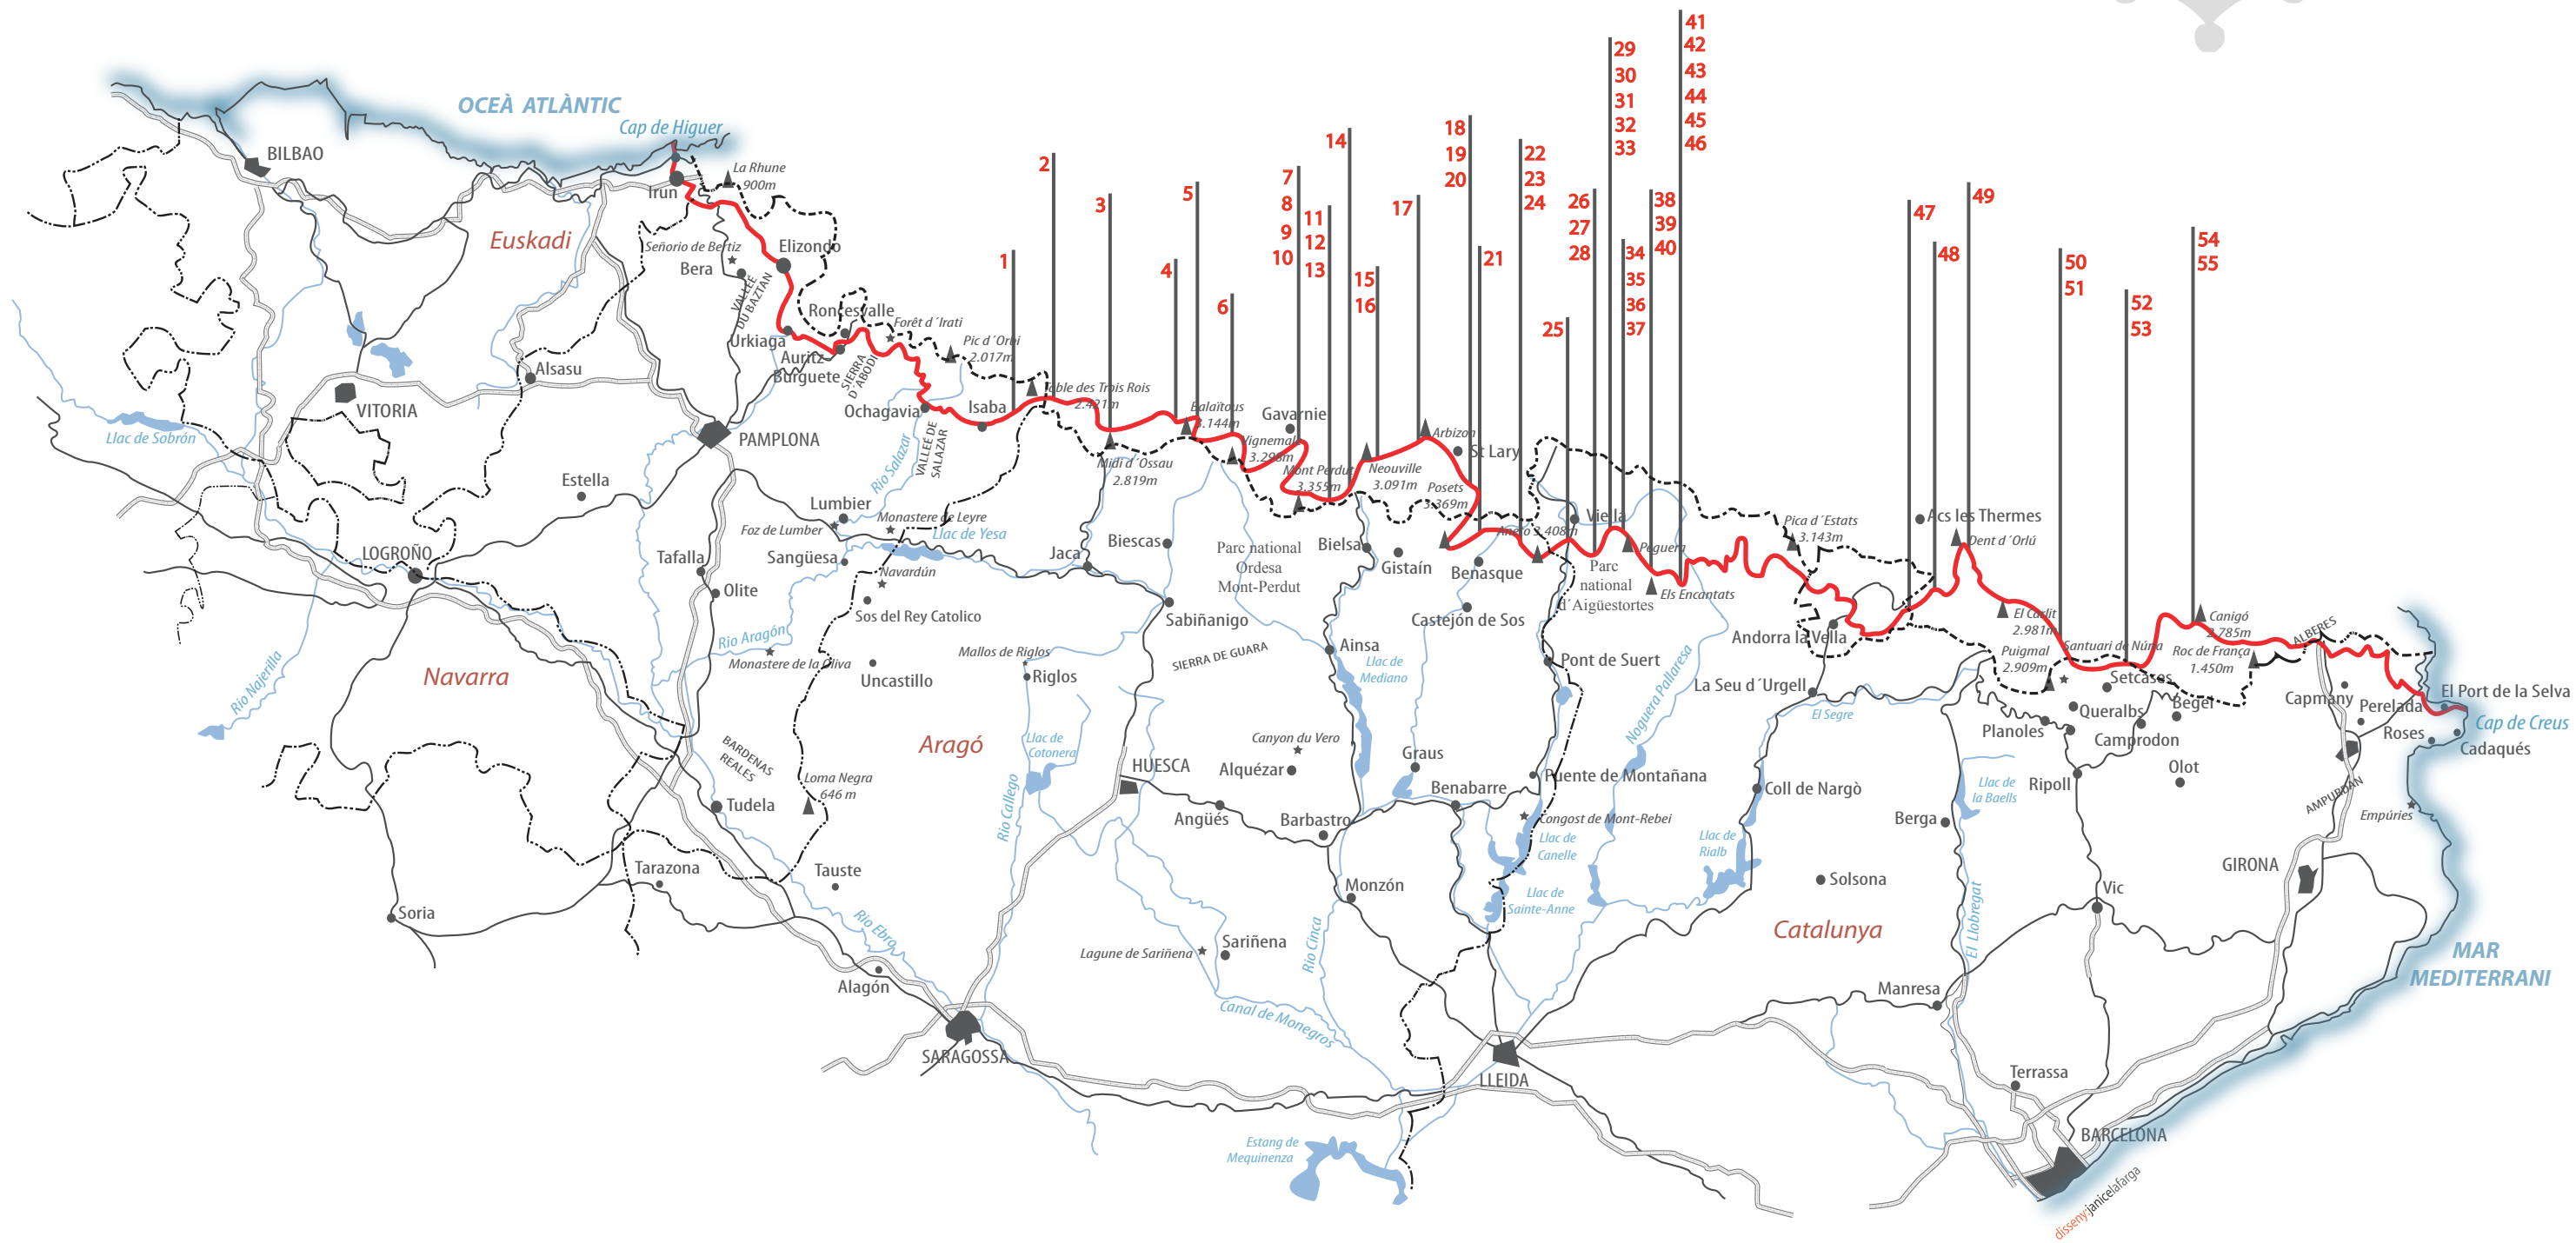 OCEÀ ATLÀNTIC
Cap de Higuer
BILBAO
La Rhune
900m
Irun
Euskadi
Señorio de Bertiz
Elizondo
Bera
VALLÉE
DU BAZTAN
Roncesvalle
Urkiaga
Auritz-
Burguete
SIERRA
D'ABODI
Forêt d´Irati
Pic d´Orbi
2.017m
Alsasu
VITORIA
Llac de Sobrón
PAMPLONA
Ochagavia
Isaba
Table des Trois Rois
2.421m
Rio Salazar
VALLEÉ DE
SALAZAR
Estella
Lumbier
Foz de Lumber
Monastere de Leyre
Llac de Yesa
LOGROÑO
Tafalla
Olite
Sangüesa
Navardún
Sos del Rey Catolico
Rio Aragón
Monastere de la Oliva
Uncastillo
Rio Najerilla
Navarra
BARDENAS
REALES
Loma Negra
646 m
Tudela
Tarazona
Soria
Tauste
Rio Ebro
Alagón
SARAGOSSA
Aragó
1
2
3
4
5
6
7
8
9
10
11
12
13
14
15
16
17
18
19
20
21
22
23
24
25
26
27
28
29
30
31
32
33
34
35
36
37
38
39
40
41
42
43
44
45
46
47
48
49
50
51
52
53
54
55
Midi d´Ossau
2.819m
Balaïtous
3.144m
Vignemale
3.298m
Gavarnie
Mont Perdut
3.355m
Neouville
3.091m
Arbizon
St Lary
Posets
3.369m
Aneto 3.408m
Viella
Peguera
Els Encantats
Pica d´Estats
3.143m
Acs les Thermes
Dent d´Orlú
El Carlit
2.981m
Puigmal
2.909m
Santuari de Núria
Canigó
2.785m
Roc de França
1.450m
ALBERES
Jaca
Biescas
Sabiñanigo
Parc national
Ordesa
Mont-Perdut
Bielsa
Gistaín
Benasque
Castejón de Sos
Parc
national
d´Aigüestortes
Andorra la Vella
La Seu d´Urgell
El Segre
Mallos de Riglos
Riglos
SIERRA DE GUARA
Ainsa
Llac de
Mediano
Pont de Suert
Noguera Pallaresa
Llac de
Cotonera
Rio Callego
HUESCA
Canyon du Vero
Alquézar
Angüés
Barbastro
Graus
Benabarre
Puente de Montañana
Congost de Mont-Rebei
Llac de
Canelle
Llac de
Sainte-Anne
Coll de Nargò
Llac de
Rialb
Monzón
Rio Cinca
Lagune de Sariñena
Sariñena
Canal de Monegros
Estang de
Mequinenza
LLEIDA
Solsona
Catalunya
Berga
Llac de
la Baells
El Llobregat
Manresa
Terrassa
BARCELONA
Setcases
Queralbs
Planoles
Camprodon
Beget
Ripoll
Olot
Vic
GIRONA
Capmany
Perelada
El Port de la Selva
Cap de Creus
Roses
Cadaqués
AMPURDÁN
Empúries
MAR
MEDITERRANI
disseny:janicelafarga